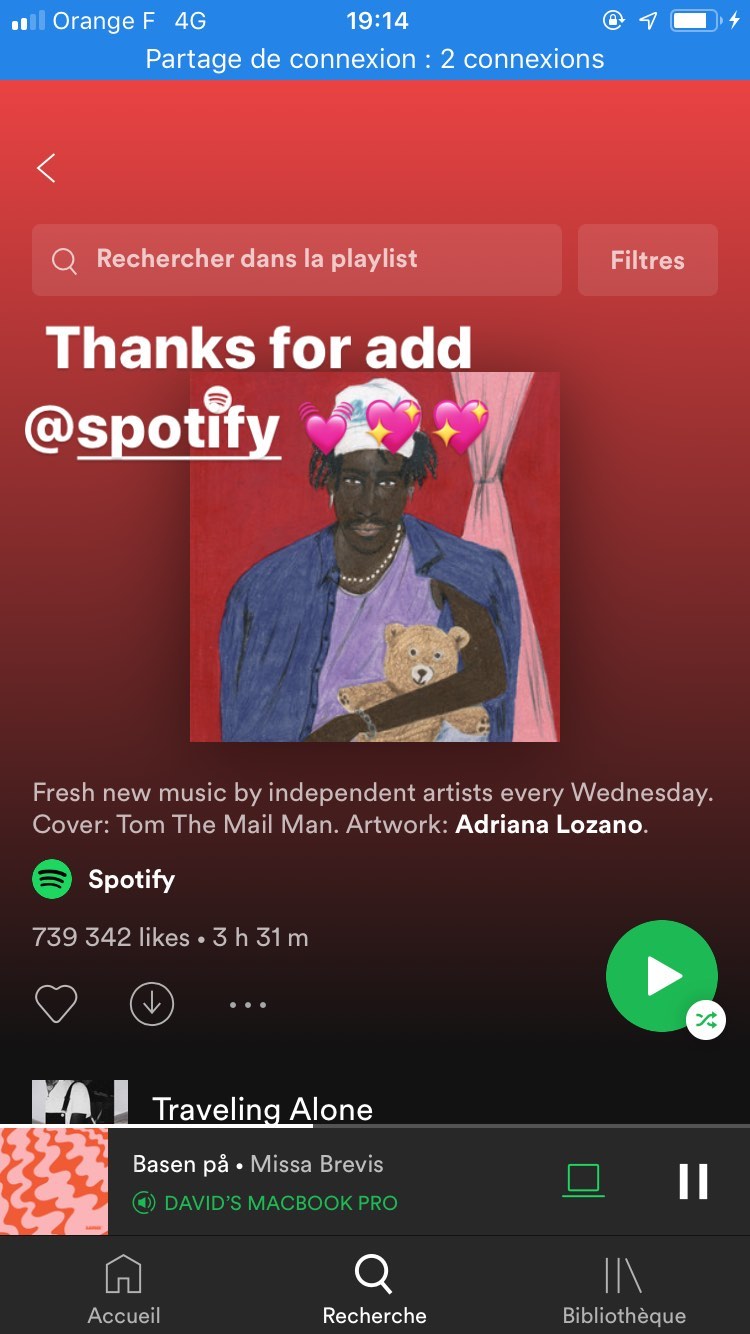 Orange F 4G 19:14
Partage de connexion : 2 connexions
Rechercher dans la playlist
Filtres
Thanks for add
@spotify 💓 💖 💖
Fresh new music by independent artists every Wednesday.
Cover: Tom The Mail Man. Artwork: Adriana Lozano.
Spotify
739 342 likes • 3 h 31 m
Traveling Alone
Basen på • Missa Brevis
DAVID'S MACBOOK PRO
Accueil
Recherche
Bibliothèque